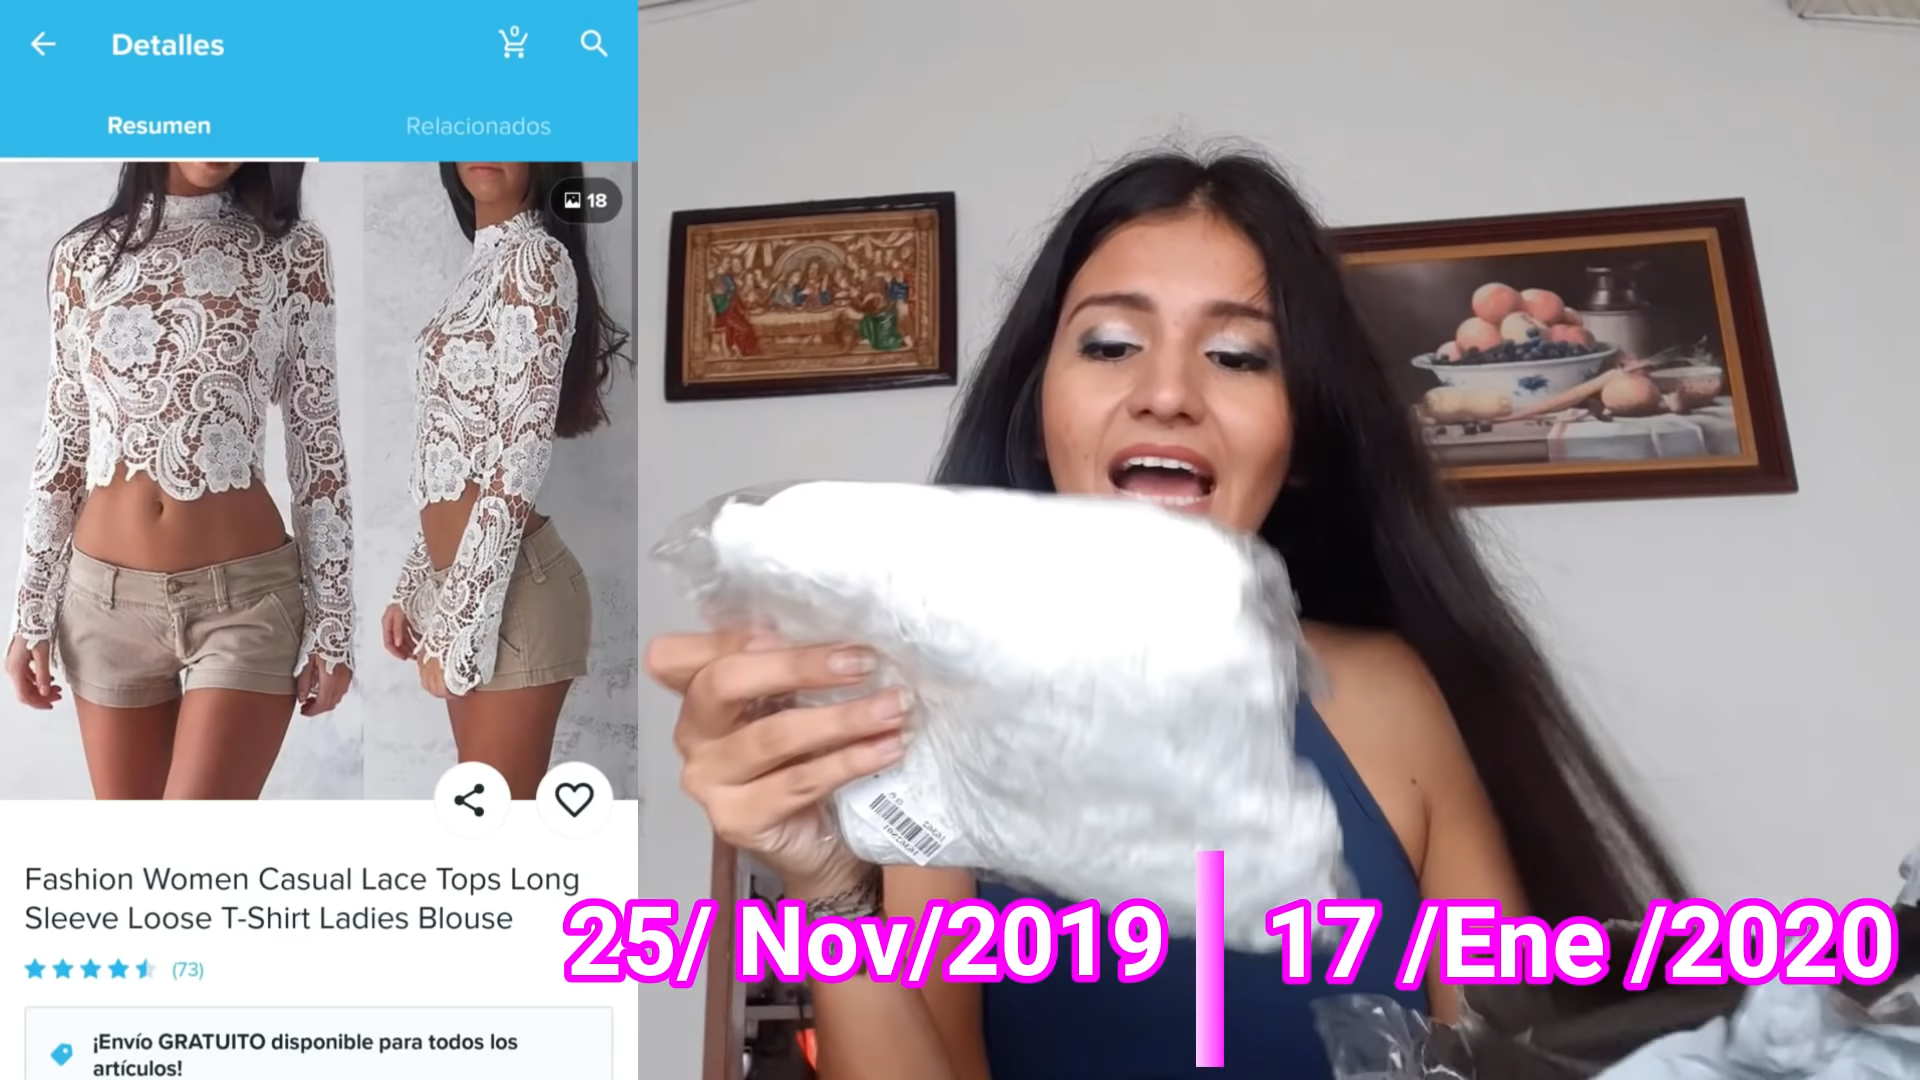 Detalles
0
Resumen
Relacionados
18
Fashion Women Casual Lace Tops Long
Sleeve Loose T-Shirt Ladies Blouse
(73)
¡Envío GRATUITO disponible para todos los
artículos!
25/ Nov/2019
17 /Ene /2020